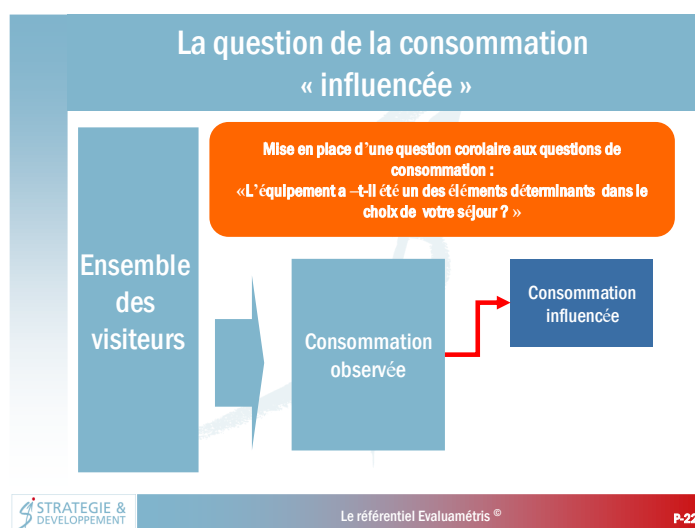 La question de la consommation
« influencée »
Mise en place d'une question corolaire aux questions de
consommation :
«L'équipement a –t-il été un des éléments déterminants dans le
choix de votre séjour ? »
Ensemble
des
visiteurs
Consommation
observée
Consommation
influencée
STRATEGIE &
DEVELOPPEMENT
Le référentiel Evaluamétris ©
P-22